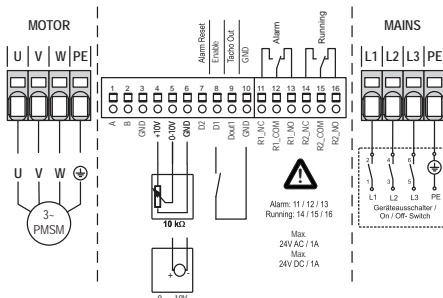 MOTOR
U V W PE
U V W
3~
PMSM
Alarm Reset
Enable
Tacho Out
GND
Alarm
Running
1 2 3 4 5 6 7 8 9 10 11 12 13 14 15 16
A
B
GND
+10V
0-10V
GND
D2
D1
Dout1
GND
R1_NC
R1_COM
R1_NO
R2_NC
R2_COM
R2_NO
10 kΩ
+ -
0 10V
Alarm: 11 / 12 / 13
Running: 14 / 15 / 16
Max.
24V AC / 1A
Max.
24V DC / 1A
MAINS
L1 L2 L3 PE
2 4 6
1 3 5
L1 L2 L3 PE
Geräteausschalter /
On / Off- Switch